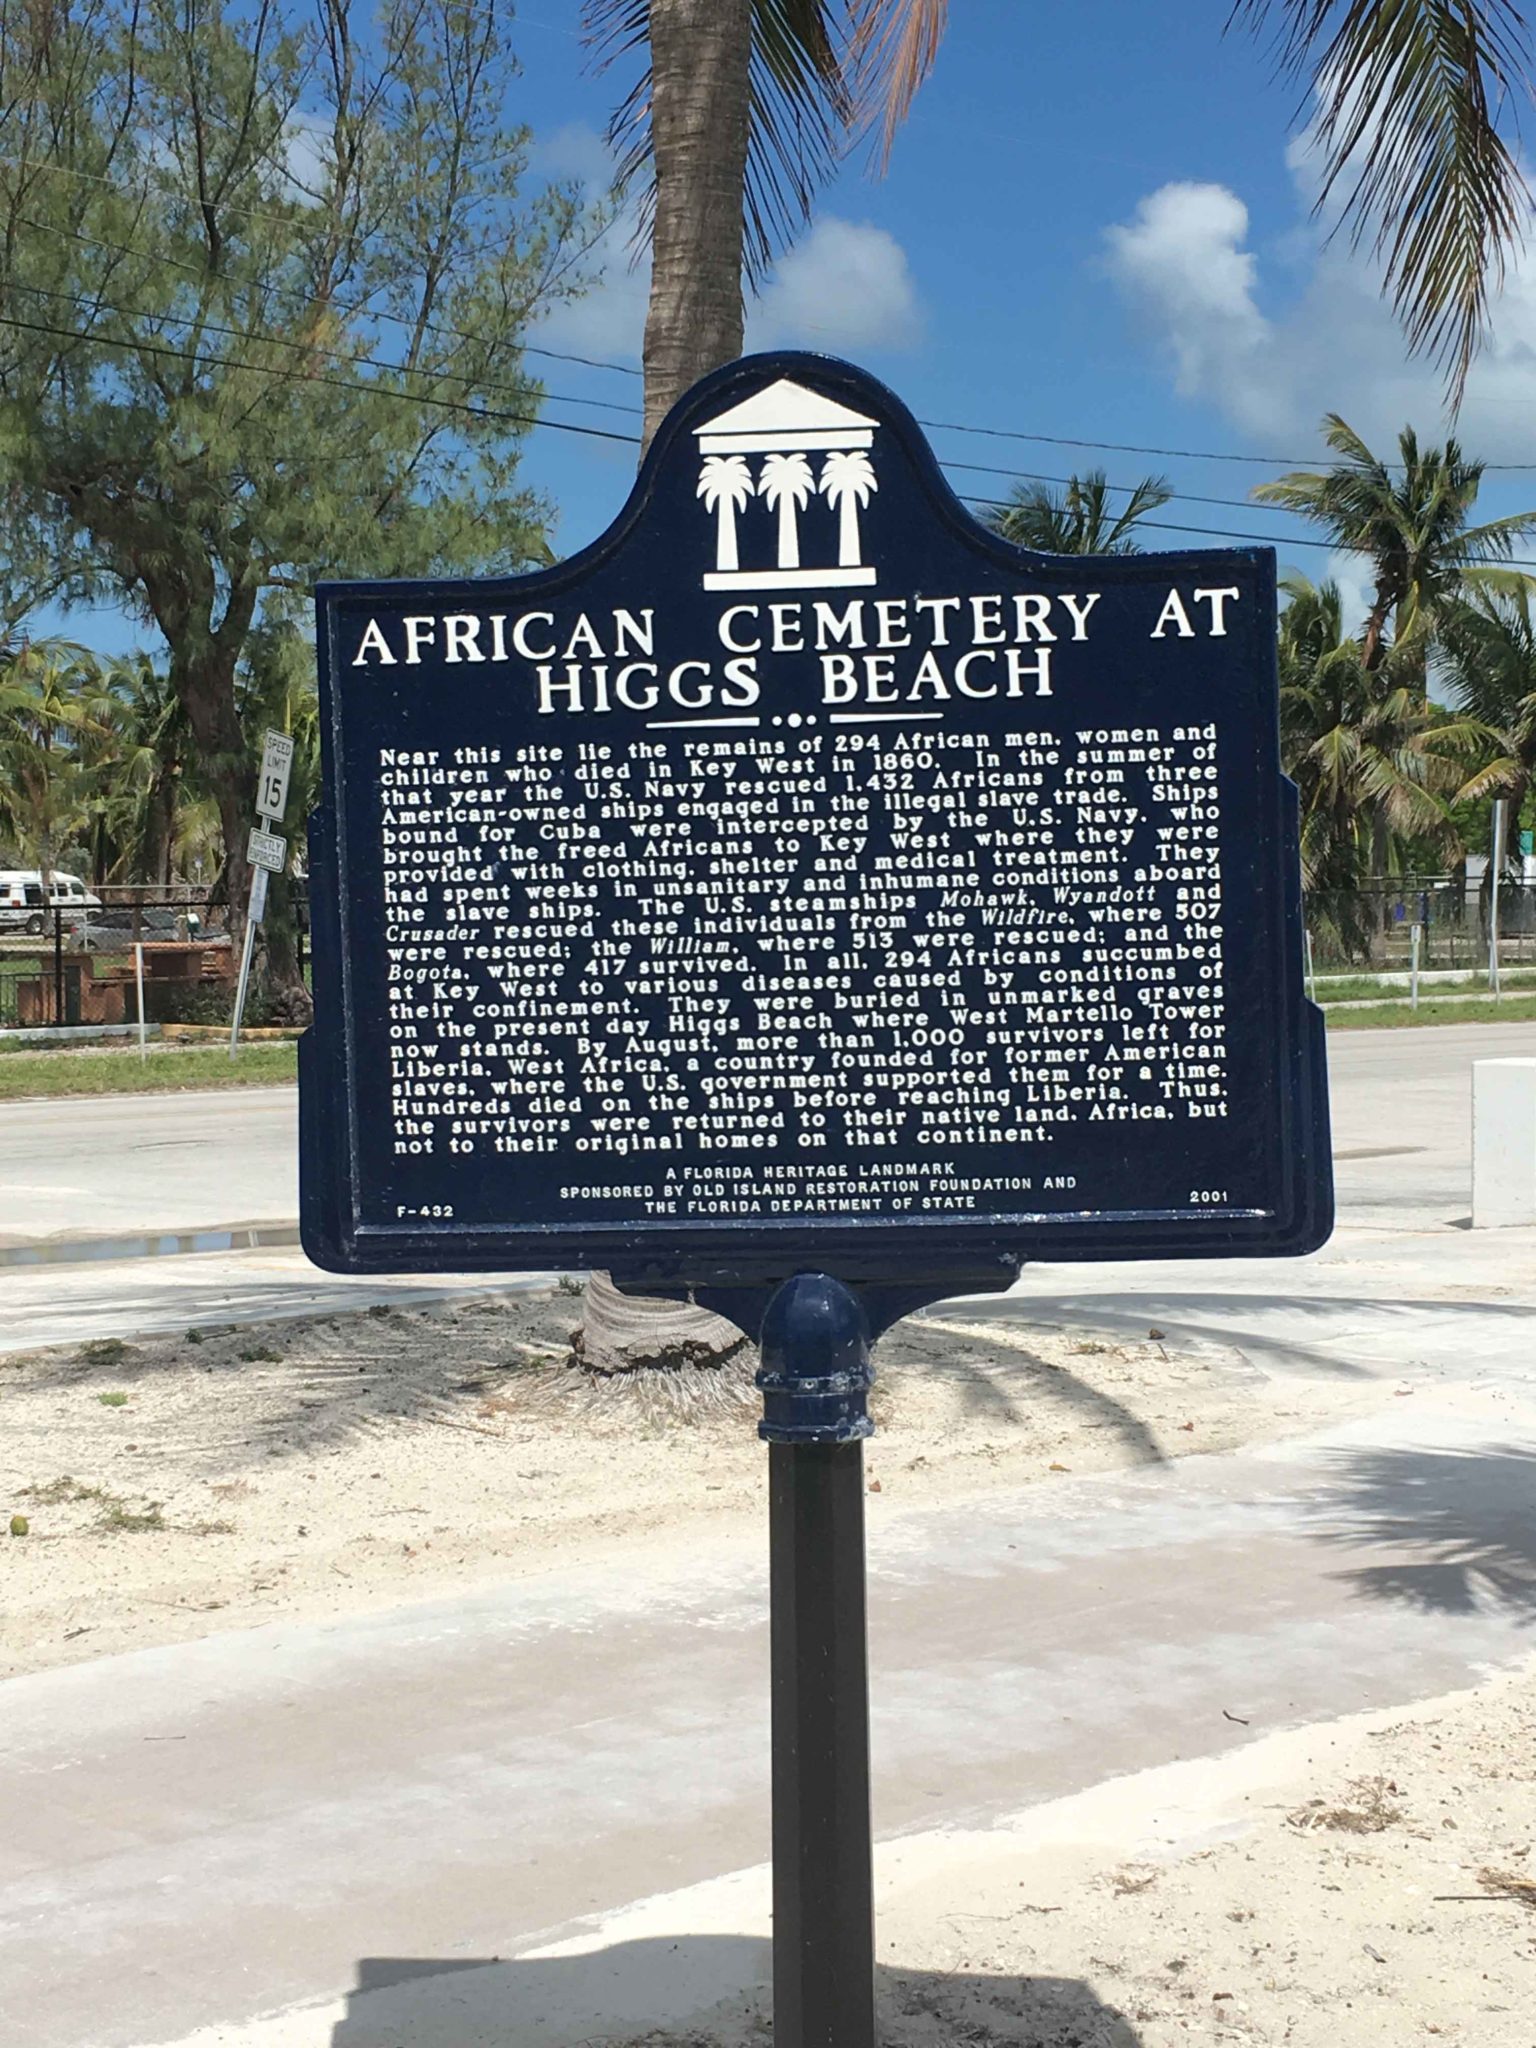 AFRICAN CEMETERY AT
HIGGS BEACH
Near this site lie the remains of 294 African men, women and
children who died in Key West in 1860. In the summer of
that year the U.S. Navy rescued 1,432 Africans from three
American-owned ships engaged in the illegal slave trade. Ships
bound for Cuba were intercepted by the U.S. Navy, who
brought the freed Africans to Key West where they were
provided with clothing, shelter and medical treatment. They
had spent weeks in unsanitary and inhumane conditions aboard
the slave ships. The U.S. steamships Mohawk, Wyandott and
Crusader rescued these individuals from the Wildfire, where 507
were rescued; the William, where 513 were rescued; and the
Bogota, where 417 survived. In all, 294 Africans succumbed
at Key West to various diseases caused by conditions of
their confinement. They were buried in unmarked graves
on the present day Higgs Beach where West Martello Tower
now stands. By August, more than 1,000 survivors left for
Liberia, West Africa, a country founded for former American
slaves, where the U.S. government supported them for a time.
Hundreds died on the ships before reaching Liberia. Thus,
the survivors were returned to their native land, Africa, but
not to their original homes on that continent.
A FLORIDA HERITAGE LANDMARK
SPONSORED BY OLD ISLAND RESTORATION FOUNDATION AND
THE FLORIDA DEPARTMENT OF STATE
F-432
2001
SPEED
LIMIT
15
STRICTLY
ENFORCED